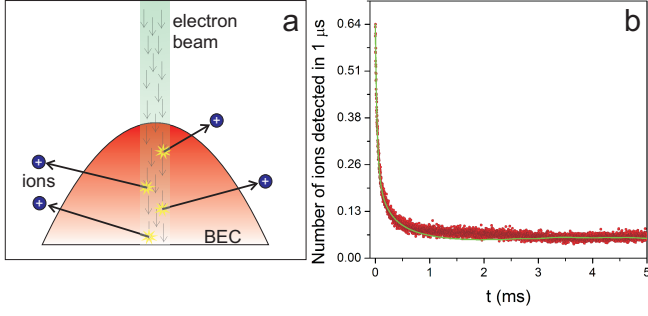 a
electron
beam
+
+
ions
+
+
BEC
b
Number of ions detected in 1 μs
0.64
0.51
0.38
0.26
0.13
0.00
0
1
2
3
4
5
t (ms)